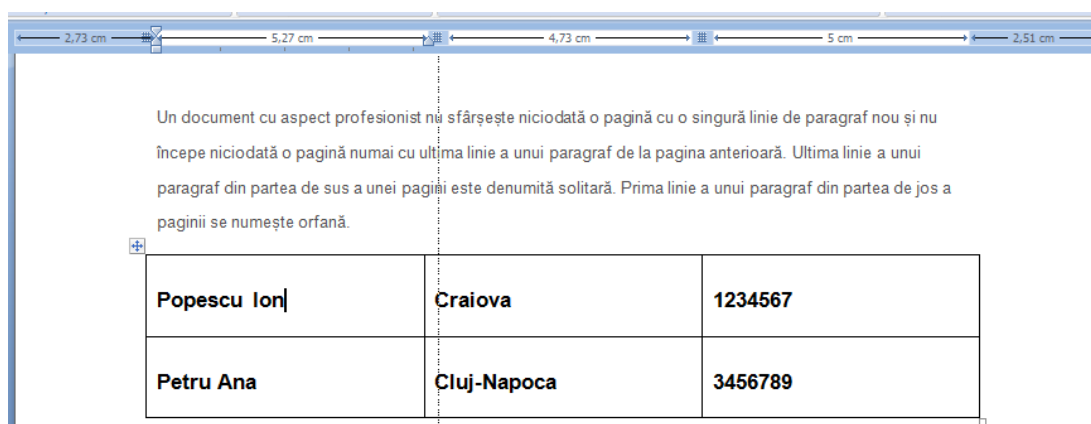 2,73 cm 5,27 cm 4,73 cm 5 cm 2,51 cm
Un document cu aspect profesionist nu sfârșește niciodată o pagină cu o singură linie de paragraf nou și nu
începe niciodată o pagină numai cu ultima linie a unui paragraf de la pagina anterioară. Ultima linie a unui
paragraf din partea de sus a unei pagini este denumită solitară. Prima linie a unui paragraf din partea de jos a
paginii se numește orfană.
Popescu Ion Craiova 1234567
Petru Ana Cluj-Napoca 3456789